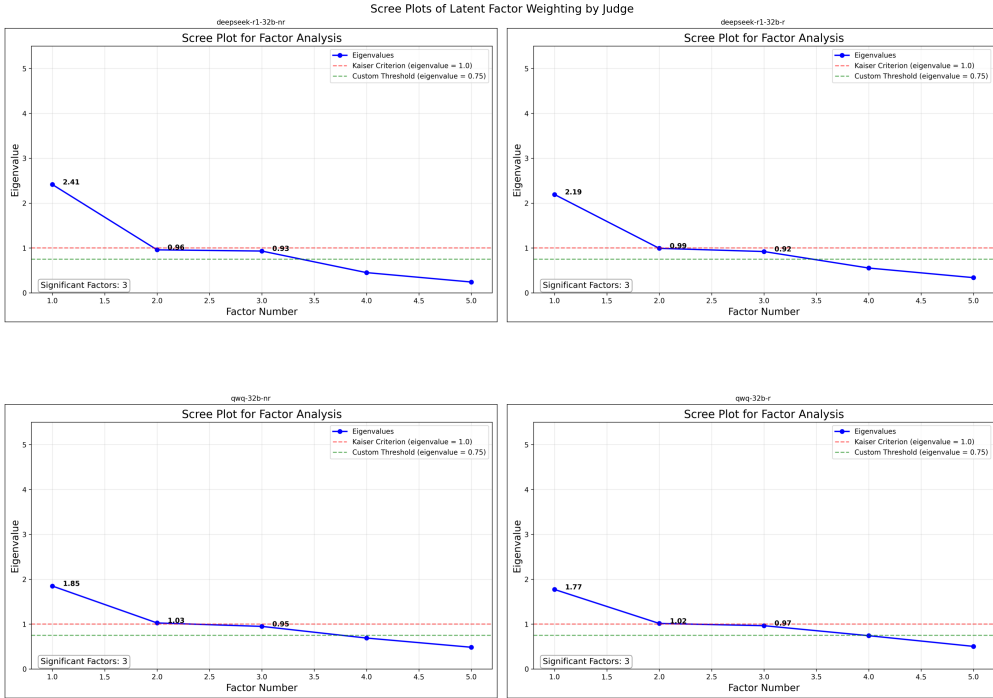 Scree Plots of Latent Factor Weighting by Judge
deepseek-r1-32b-nr
Scree Plot for Factor Analysis
Eigenvalues
Kaiser Criterion (eigenvalue = 1.0)
Custom Threshold (eigenvalue = 0.75)
Eigenvalue
5
4
3
2
1
0
2.41
0.96
0.93
Significant Factors: 3
1.0 1.5 2.0 2.5 3.0 3.5 4.0 4.5 5.0
Factor Number
deepseek-r1-32b-r
Scree Plot for Factor Analysis
Eigenvalues
Kaiser Criterion (eigenvalue = 1.0)
Custom Threshold (eigenvalue = 0.75)
Eigenvalue
5
4
3
2
1
0
2.19
0.99
0.92
Significant Factors: 3
1.0 1.5 2.0 2.5 3.0 3.5 4.0 4.5 5.0
Factor Number
qwq-32b-nr
Scree Plot for Factor Analysis
Eigenvalues
Kaiser Criterion (eigenvalue = 1.0)
Custom Threshold (eigenvalue = 0.75)
Eigenvalue
5
4
3
2
1
0
1.85
1.03
0.95
Significant Factors: 3
1.0 1.5 2.0 2.5 3.0 3.5 4.0 4.5 5.0
Factor Number
qwq-32b-r
Scree Plot for Factor Analysis
Eigenvalues
Kaiser Criterion (eigenvalue = 1.0)
Custom Threshold (eigenvalue = 0.75)
Eigenvalue
5
4
3
2
1
0
1.77
1.02
0.97
Significant Factors: 3
1.0 1.5 2.0 2.5 3.0 3.5 4.0 4.5 5.0
Factor Number